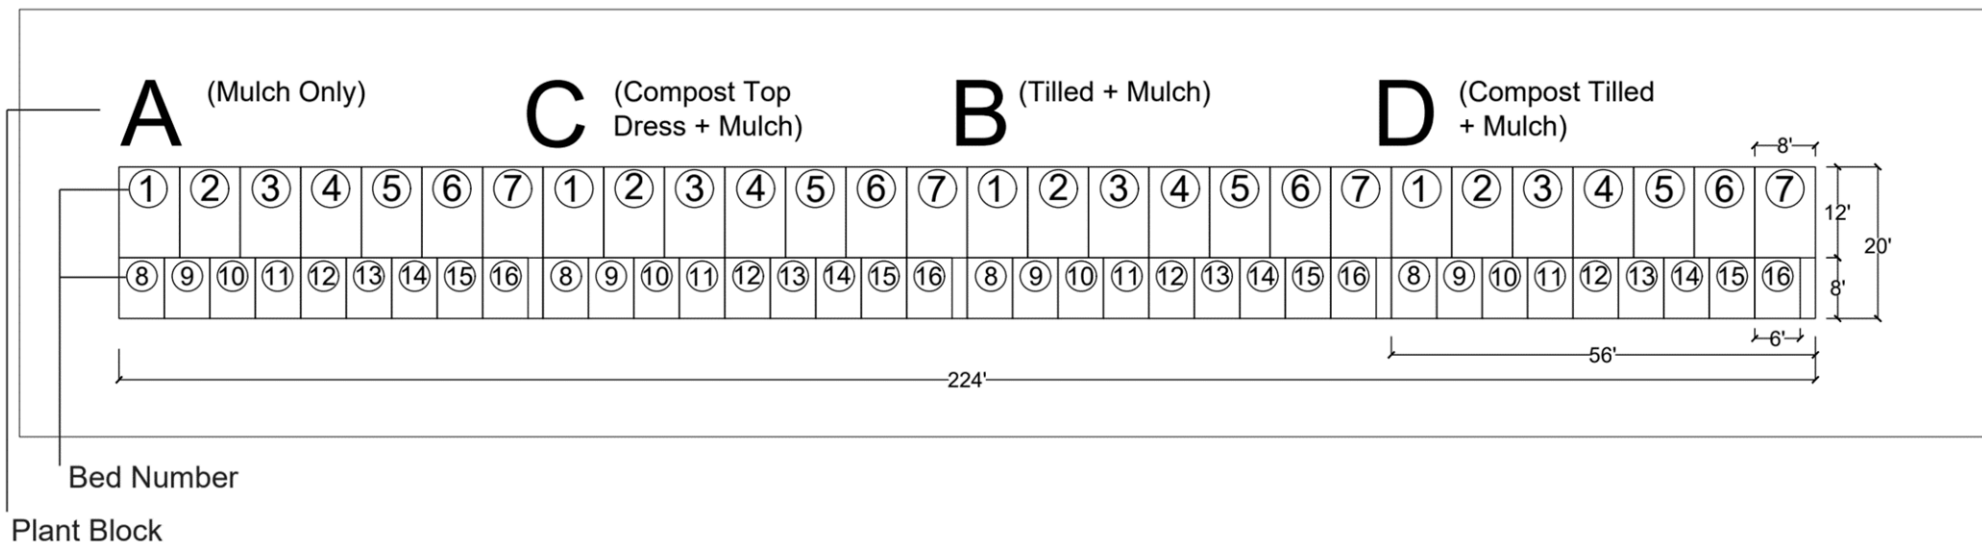 A (Mulch Only) C (Compost Top B (Tilled + Mulch) D (Compost Tilled
Dress + Mulch) + Mulch)
8'
1 2 3 4 5 6 7 1 2 3 4 5 6 7 1 2 3 4 5 6 7 1 2 3 4 5 6 7
12'
20'
8 9 10 11 12 13 14 15 16 8 9 10 11 12 13 14 15 16 8 9 10 11 12 13 14 15 16 8 9 10 11 12 13 14 15 16
8'
6'
56'
224'
Bed Number
Plant Block